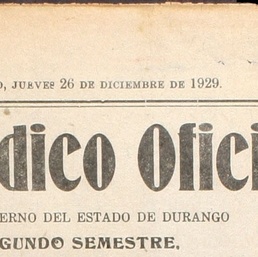 O, JUEVES 26 DE DICIEMBRE DE 1929.
dico Ofici
ERNO DEL ESTADO DE DURANGO
GUNDO SEMESTRE.